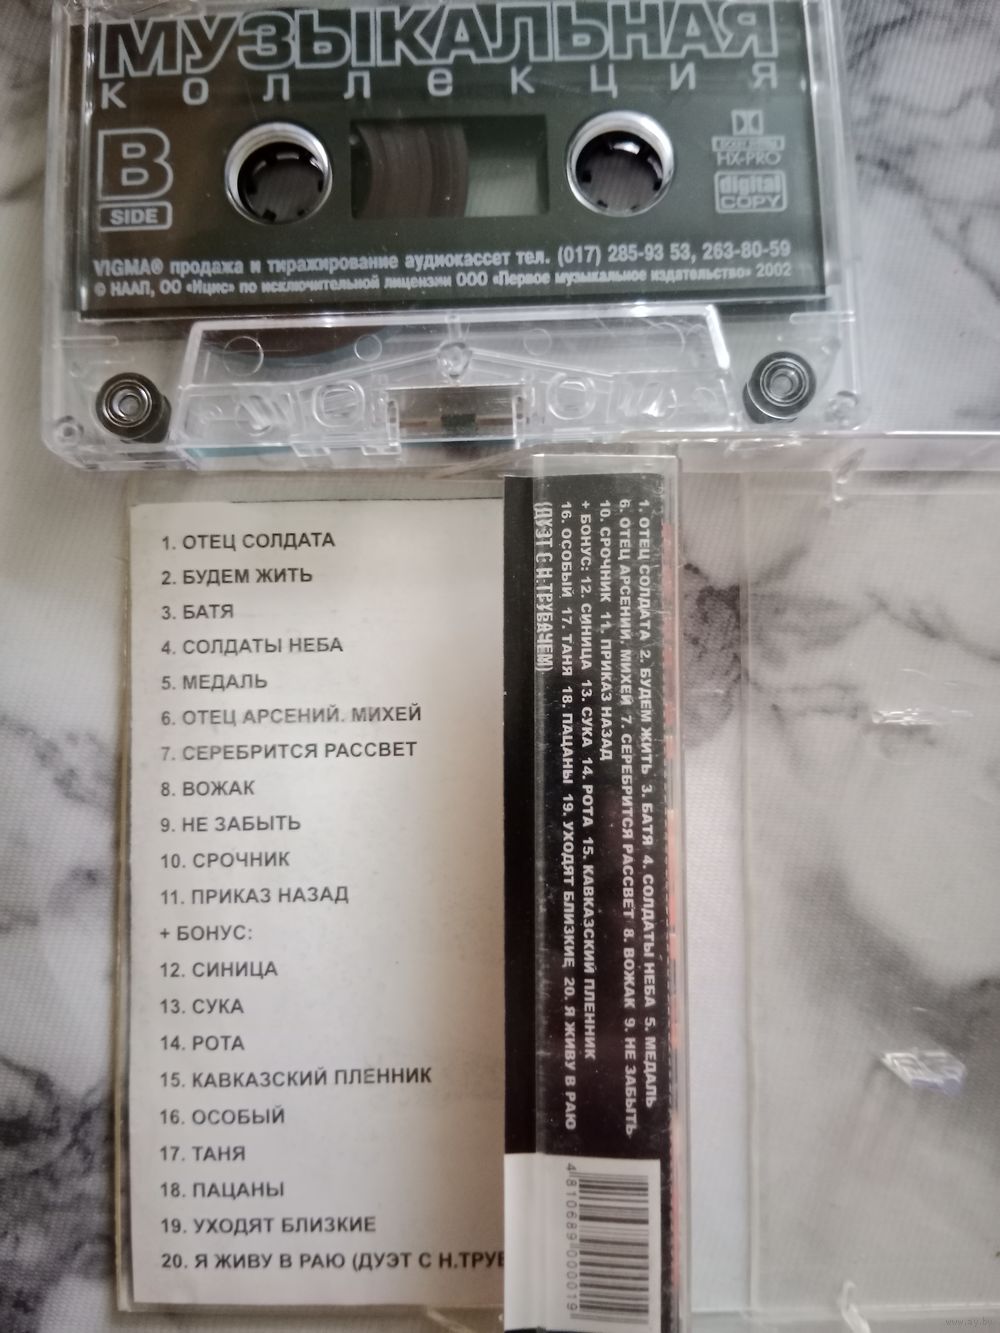 МУЗЫКАЛЬНАЯ
коллекция
B
SIDE
HX-PRO
digital
COPY
VIGMA® продажа и тиражирование аудиокассет тел. (017) 285-93 53, 263-80-59
© НААП, ОО «Ицис» по исключительной лицензии ООО «Первое музыкальное издательство» 2002
1. ОТЕЦ СОЛДАТА
2. БУДЕМ ЖИТЬ
3. БАТЯ
4. СОЛДАТЫ НЕБА
5. МЕДАЛЬ
6. ОТЕЦ АРСЕНИЙ. МИХЕЙ
7. СЕРЕБРИТСЯ РАССВЕТ
8. ВОЖАК
9. НЕ ЗАБЫТЬ
10. СРОЧНИК
11. ПРИКАЗ НАЗАД
+ БОНУС:
12. СИНИЦА
13. СУКА
14. РОТА
15. КАВКАЗСКИЙ ПЛЕННИК
16. ОСОБЫЙ
17. ТАНЯ
18. ПАЦАНЫ
19. УХОДЯТ БЛИЗКИЕ
20. Я ЖИВУ В РАЮ (ДУЭТ С Н.ТРУБ
1. ОТЕЦ СОЛДАТА 2. БУДЕМ ЖИТЬ 3. БАТЯ 4. СОЛДАТЫ НЕБА 5. МЕДАЛЬ
6. ОТЕЦ АРСЕНИЙ. МИХЕЙ 7. СЕРЕБРИТСЯ РАССВЕТ 8. ВОЖАК 9. НЕ ЗАБЫТЬ
10. СРОЧНИК 11. ПРИКАЗ НАЗАД
+ БОНУС: 12. СИНИЦА 13. СУКА 14. РОТА 15. КАВКАЗСКИЙ ПЛЕННИК
16. ОСОБЫЙ 17. ТАНЯ 18. ПАЦАНЫ 19. УХОДЯТ БЛИЗКИЕ 20. Я ЖИВУ В РАЮ
(ДУЭТ С Н.ТРУБАЧЕМ)
4 810689 000019
www.ay.by